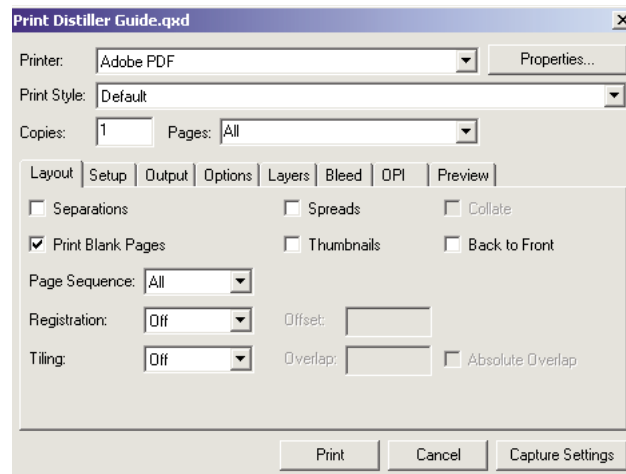 Print Distiller Guide.qxd
Printer: Adobe PDF Properties...
Print Style: Default
Copies: 1 Pages: All
Layout Setup Output Options Layers Bleed OPI Preview
Separations Spreads Collate
Print Blank Pages Thumbnails Back to Front
Page Sequence: All
Registration: Off Offset:
Tiling: Off Overlap: Absolute Overlap
Print Cancel Capture Settings